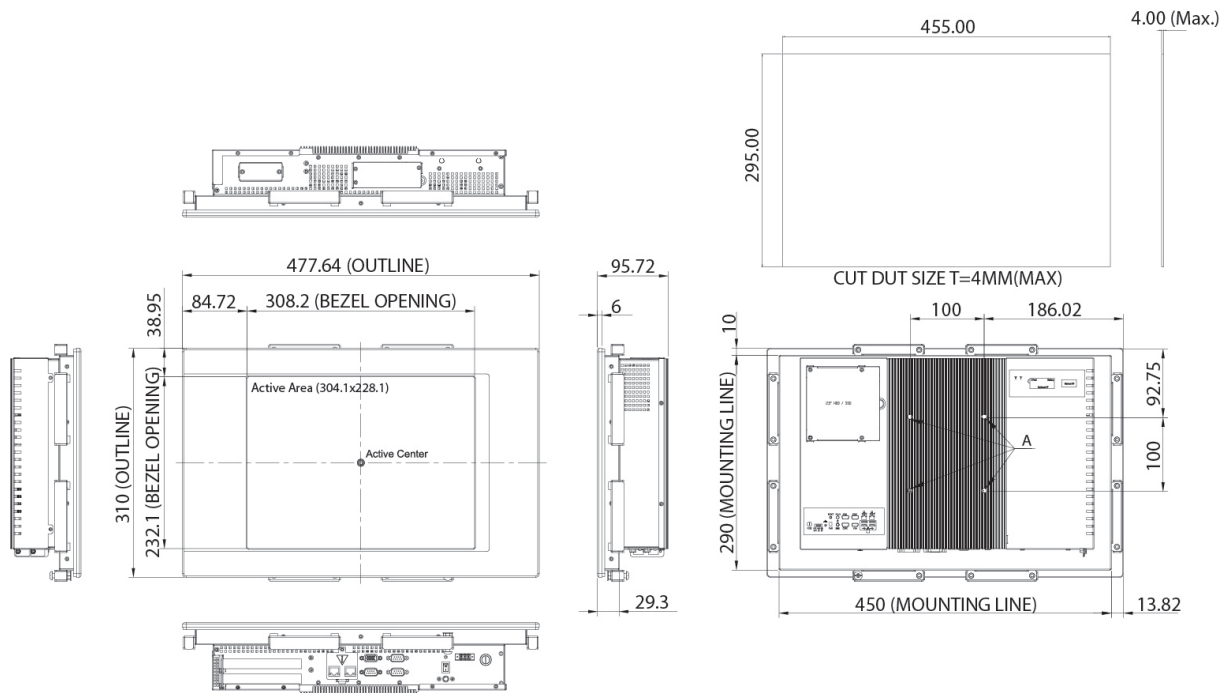 455.00
4.00 (Max.)
295.00
CUT DUT SIZE T=4MM(MAX)
477.64 (OUTLINE)
84.72
308.2 (BEZEL OPENING)
38.95
310 (OUTLINE)
232.1 (BEZEL OPENING)
Active Area (304.1x228.1)
Active Center
95.72
6
29.3
100
186.02
10
92.75
100
A
290 (MOUNTING LINE)
450 (MOUNTING LINE)
13.82